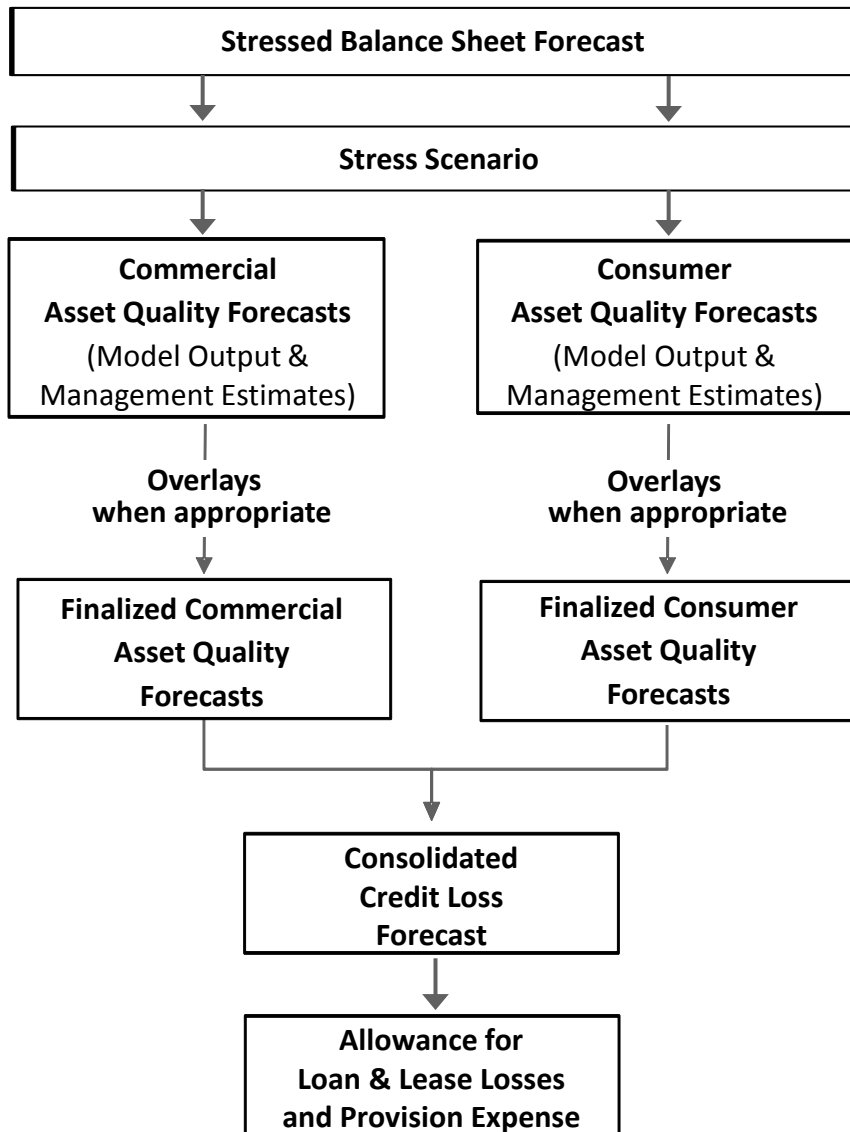 Stressed Balance Sheet Forecast
Stress Scenario
Commercial
Asset Quality Forecasts
(Model Output &
Management Estimates)
Consumer
Asset Quality Forecasts
(Model Output &
Management Estimates)
Overlays
when appropriate
Overlays
when appropriate
Finalized Commercial
Asset Quality
Forecasts
Finalized Consumer
Asset Quality
Forecasts
Consolidated
Credit Loss
Forecast
Allowance for
Loan & Lease Losses
and Provision Expense